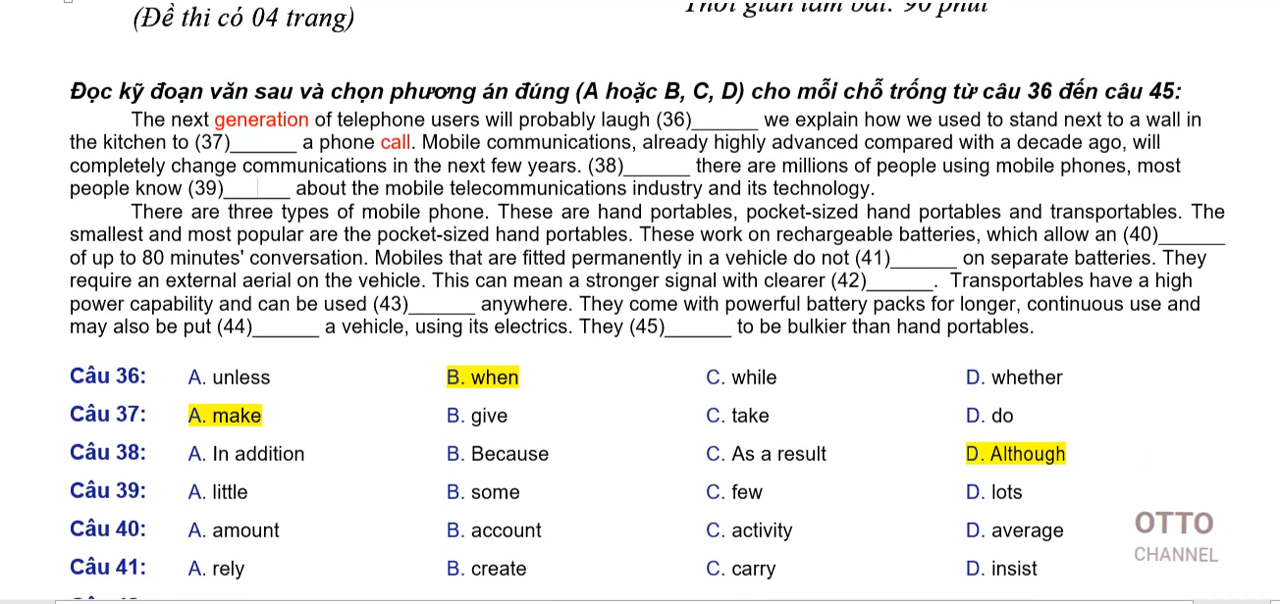 (Đề thi có 04 trang)
Thời gian làm bài: 90 phút
Đọc kỹ đoạn văn sau và chọn phương án đúng (A hoặc B, C, D) cho mỗi chỗ trống từ câu 36 đến câu 45:
The next generation of telephone users will probably laugh (36)______ we explain how we used to stand next to a wall in
the kitchen to (37)______ a phone call. Mobile communications, already highly advanced compared with a decade ago, will
completely change communications in the next few years. (38)______ there are millions of people using mobile phones, most
people know (39)______ about the mobile telecommunications industry and its technology.
There are three types of mobile phone. These are hand portables, pocket-sized hand portables and transportables. The
smallest and most popular are the pocket-sized hand portables. These work on rechargeable batteries, which allow an (40)______
of up to 80 minutes' conversation. Mobiles that are fitted permanently in a vehicle do not (41)______ on separate batteries. They
require an external aerial on the vehicle. This can mean a stronger signal with clearer (42)______. Transportables have a high
power capability and can be used (43)______ anywhere. They come with powerful battery packs for longer, continuous use and
may also be put (44)______ a vehicle, using its electrics. They (45)______ to be bulkier than hand portables.
Câu 36: A. unless B. when C. while D. whether
Câu 37: A. make B. give C. take D. do
Câu 38: A. In addition B. Because C. As a result D. Although
Câu 39: A. little B. some C. few D. lots
Câu 40: A. amount B. account C. activity D. average
Câu 41: A. rely B. create C. carry D. insist
OTTO
CHANNEL